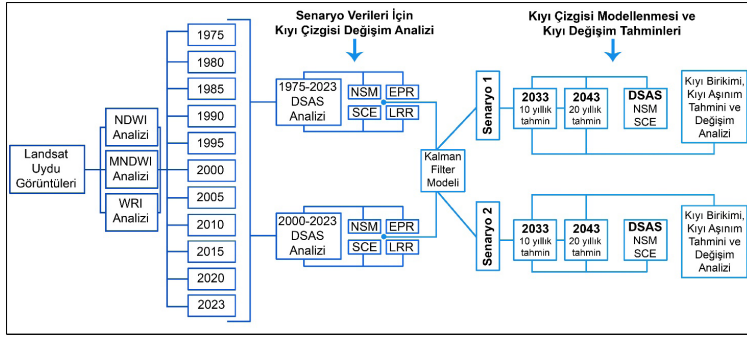 Senaryo Verileri İçin
Kıyı Çizgisi Değişim Analizi
Kıyı Çizgisi Modellenmesi ve
Kıyı Değişim Tahminleri
Landsat
Uydu
Görüntüleri
NDWI
Analizi
MNDWI
Analizi
WRI
Analizi
1975
1980
1985
1990
1995
2000
2005
2010
2015
2020
2023
1975-2023
DSAS
Analizi
NSM
EPR
SCE
LRR
2000-2023
DSAS
Analizi
NSM
EPR
SCE
LRR
Kalman
Filter
Modeli
Senaryo 1
2033
10 yıllık
tahmin
2043
20 yıllık
tahmin
DSAS
NSM
SCE
Kıyı Birikimi,
Kıyı Aşınım
Tahmini ve
Değişim
Analizi
Senaryo 2
2033
10 yıllık
tahmin
2043
20 yıllık
tahmin
DSAS
NSM
SCE
Kıyı Birikimi,
Kıyı Aşınım
Tahmini ve
Değişim
Analizi